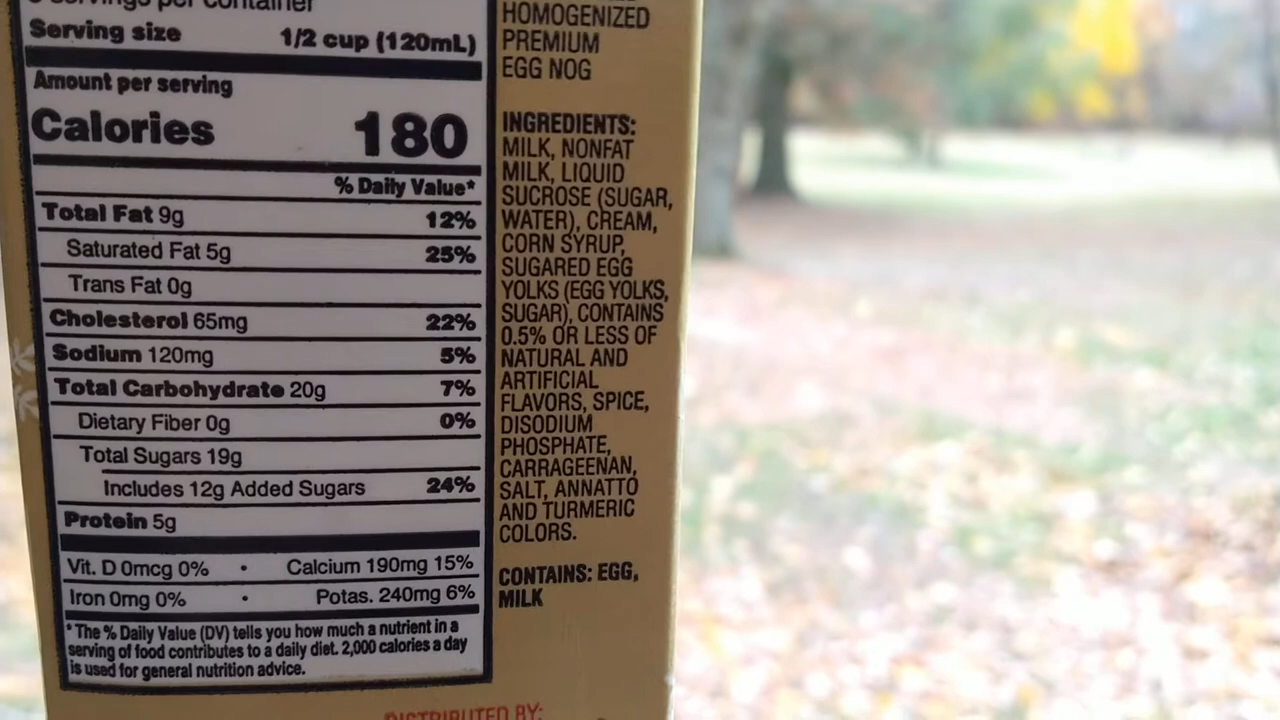 servings per container
Serving size 1/2 cup (120mL)
Amount per serving
Calories 180
% Daily Value*
Total Fat 9g 12%
Saturated Fat 5g 25%
Trans Fat 0g
Cholesterol 65mg 22%
Sodium 120mg 5%
Total Carbohydrate 20g 7%
Dietary Fiber 0g 0%
Total Sugars 19g
Includes 12g Added Sugars 24%
Protein 5g
Vit. D 0mcg 0% • Calcium 190mg 15%
Iron 0mg 0% • Potas. 240mg 6%
* The % Daily Value (DV) tells you how much a nutrient in a
serving of food contributes to a daily diet. 2,000 calories a day
is used for general nutrition advice.
HOMOGENIZED
PREMIUM
EGG NOG
INGREDIENTS:
MILK, NONFAT
MILK, LIQUID
SUCROSE (SUGAR,
WATER), CREAM,
CORN SYRUP,
SUGARED EGG
YOLKS (EGG YOLKS,
SUGAR), CONTAINS
0.5% OR LESS OF
NATURAL AND
ARTIFICIAL
FLAVORS, SPICE,
DISODIUM
PHOSPHATE,
CARRAGEENAN,
SALT, ANNATTO
AND TURMERIC
COLORS.
CONTAINS: EGG,
MILK
DISTRIBUTED BY: